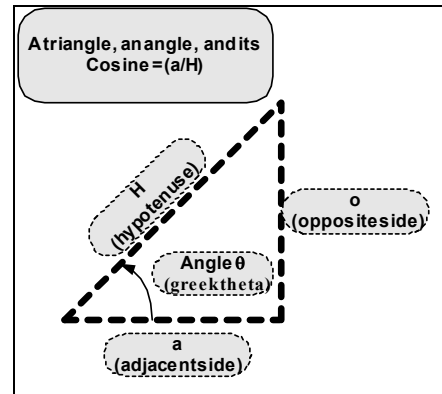 Atriangle, anangle, andits
Cosine=(a/H)
H
(hypotenuse)
o
(oppositeside)
Angle θ
(greektheta)
a
(adjacentside)